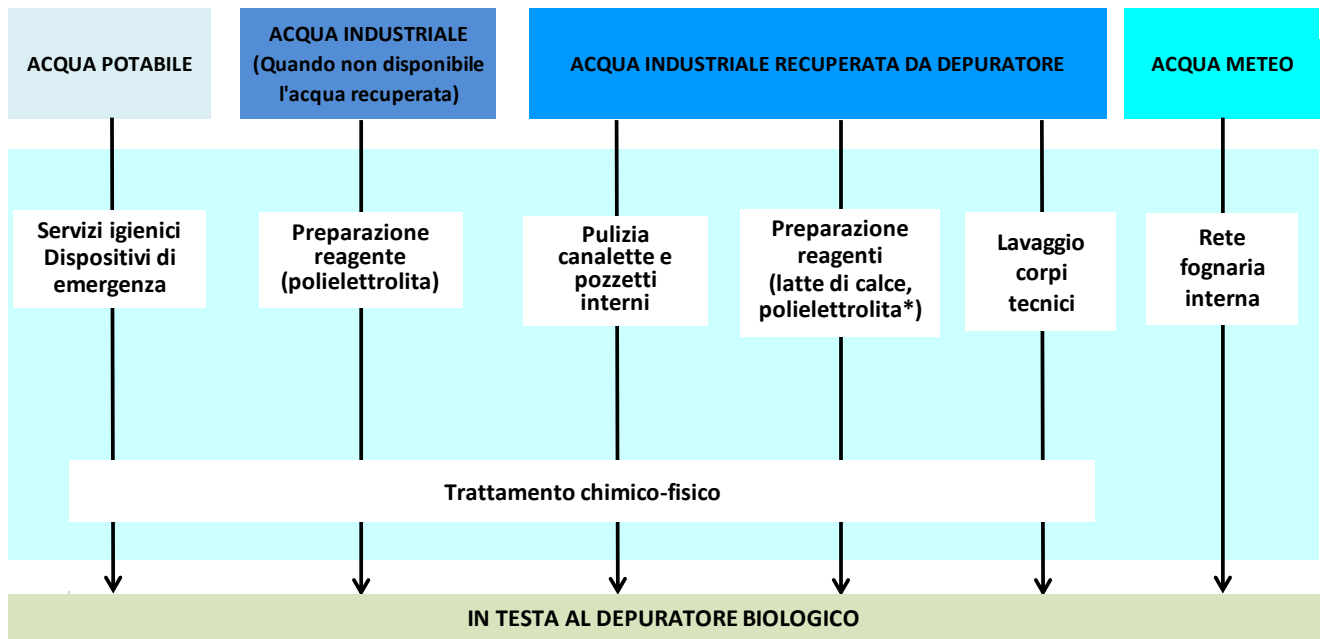 ACQUA POTABILE
ACQUA INDUSTRIALE
(Quando non disponibile
l'acqua recuperata)
ACQUA INDUSTRIALE RECUPERATA DA DEPURATORE
ACQUA METEO
Servizi igienici
Dispositivi di
emergenza
Preparazione
reagente
(polielettrolita)
Pulizia
canalette e
pozzetti
interni
Preparazione
reagenti
(latte di calce,
polielettrolita*)
Lavaggio
corpi
tecnici
Rete
fognaria
interna
Trattamento chimico-fisico
IN TESTA AL DEPURATORE BIOLOGICO